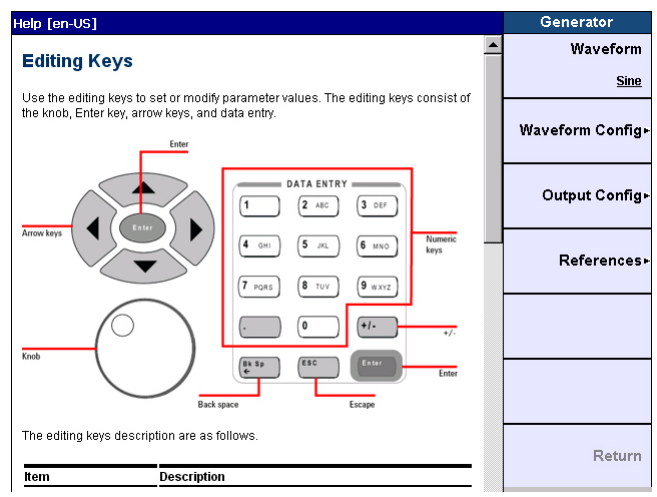 Help [en-US]
Generator
Editing Keys
Use the editing keys to set or modify parameter values. The editing keys consist of
the knob, Enter key, arrow keys, and data entry.
Enter
DATA ENTRY
1
2 ABC
3 DEF
Enter
Arrow keys
4 GHI
5 JKL
6 MNO
Numeric
keys
7 PQRS
8 TUV
9 WXYZ
.
0
+/-
+/-
Knob
Bk Sp
←
ESC
Enter
Enter
Back space
Escape
The editing keys description are as follows.
Item
Description
Waveform
Sine
Waveform Config
Output Config
References
Return